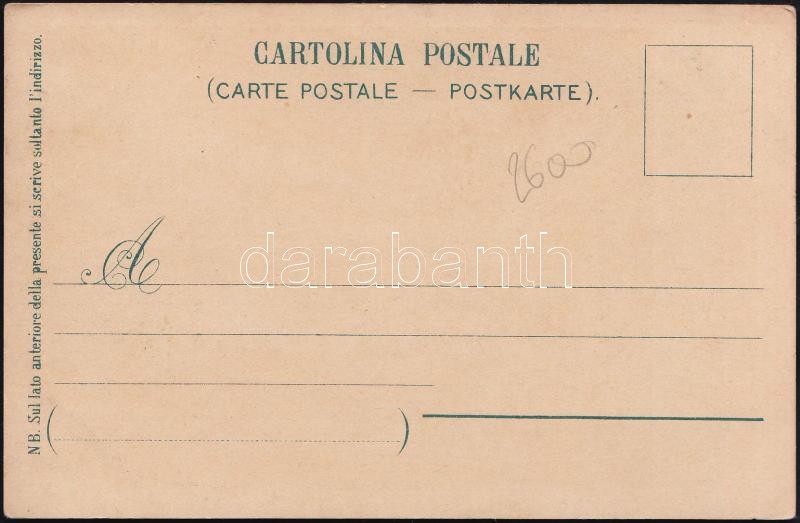 CARTOLINA POSTALE
(CARTE POSTALE — POSTKARTE).
2600
A
darabanth
NB. Sul lato anteriore della presente si scrive soltanto l'indirizzo.